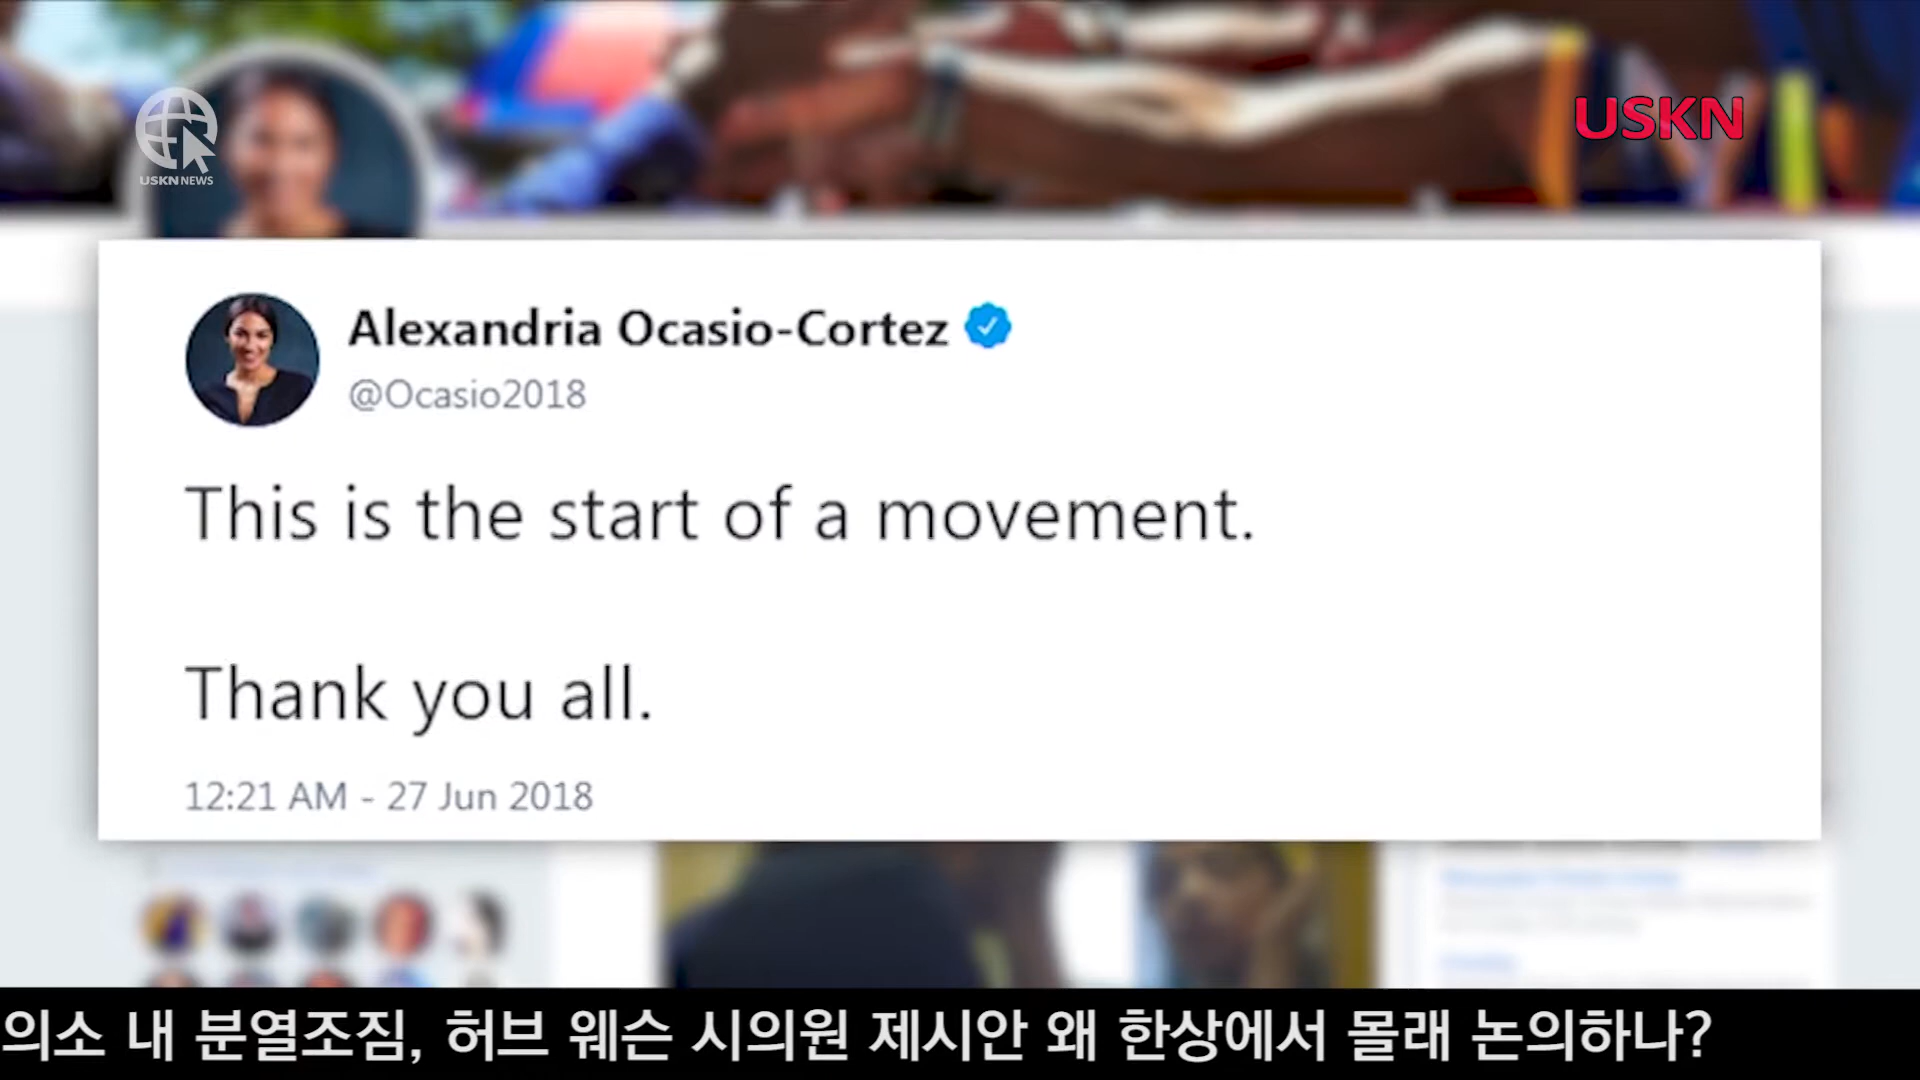 USKN NEWS
USKN
Alexandria Ocasio-Cortez
@Ocasio2018
This is the start of a movement.
Thank you all.
12:21 AM - 27 Jun 2018
의소 내 분열조짐, 허브 웨슨 시의원 제시안 왜 한상에서 몰래 논의하나?